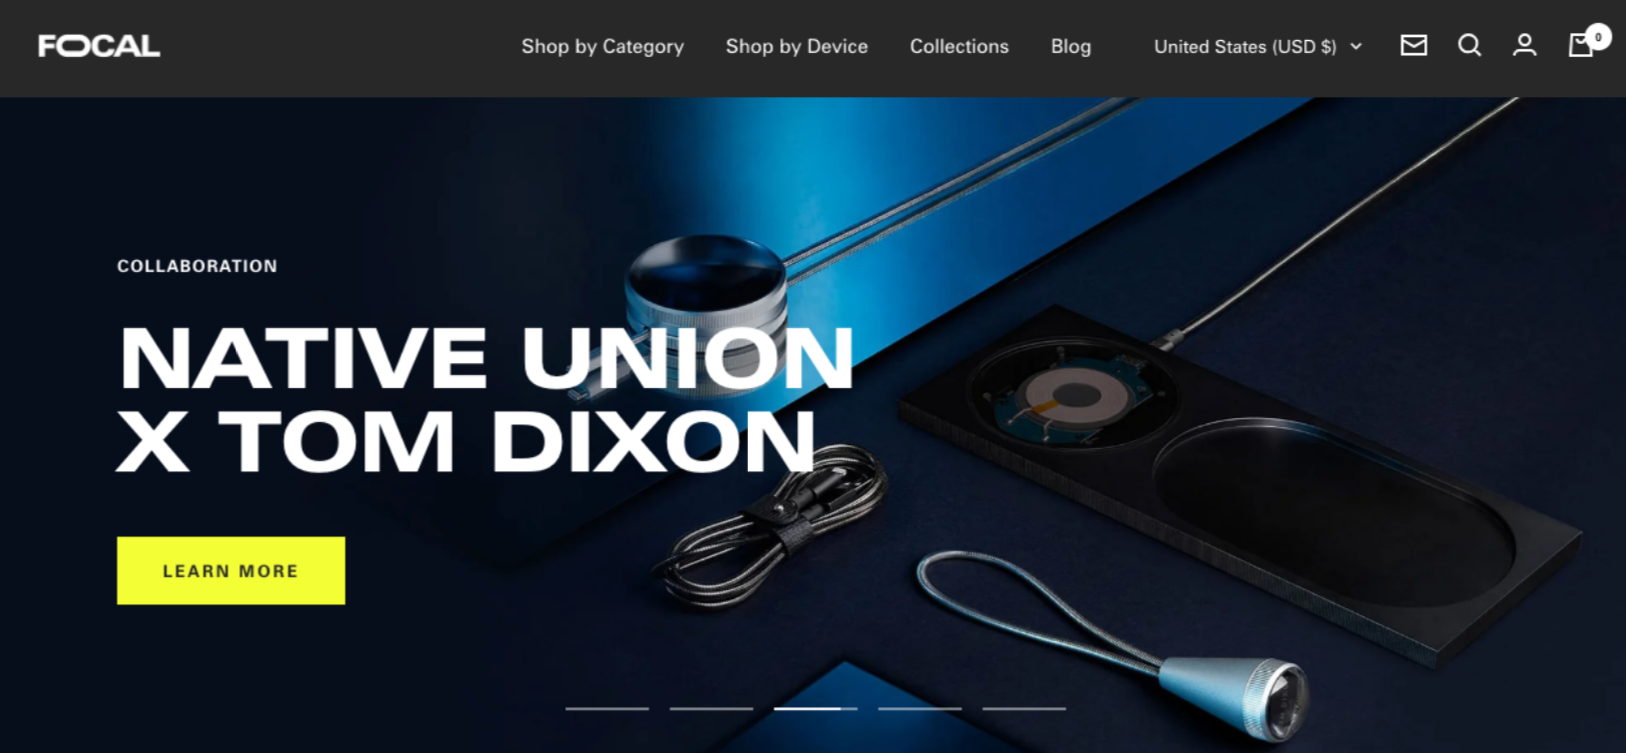 FOCAL
Shop by Category
Shop by Device
Collections
Blog
United States (USD $)
0
COLLABORATION
NATIVE UNION
X TOM DIXON
LEARN MORE